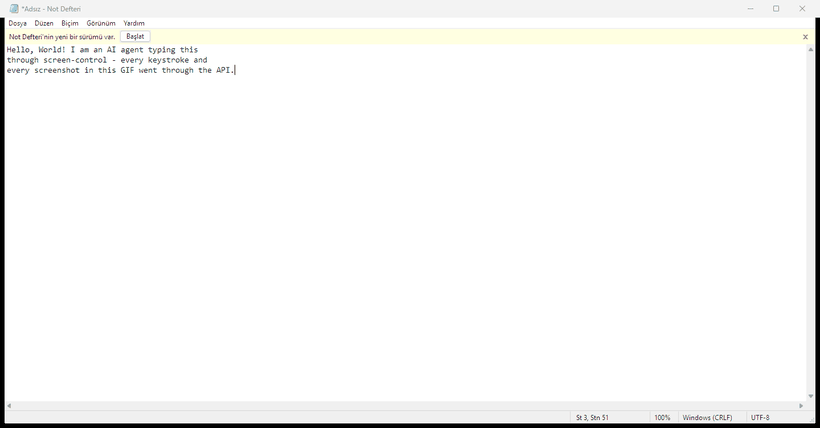 *Adsız - Not Defteri
Dosya Düzen Biçim Görünüm Yardım
Not Defteri'nin yeni bir sürümü var. Başlat
Hello, World! I am an AI agent typing this
through screen-control - every keystroke and
every screenshot in this GIF went through the API.
St 3, Stn 51 100% Windows (CRLF) UTF-8